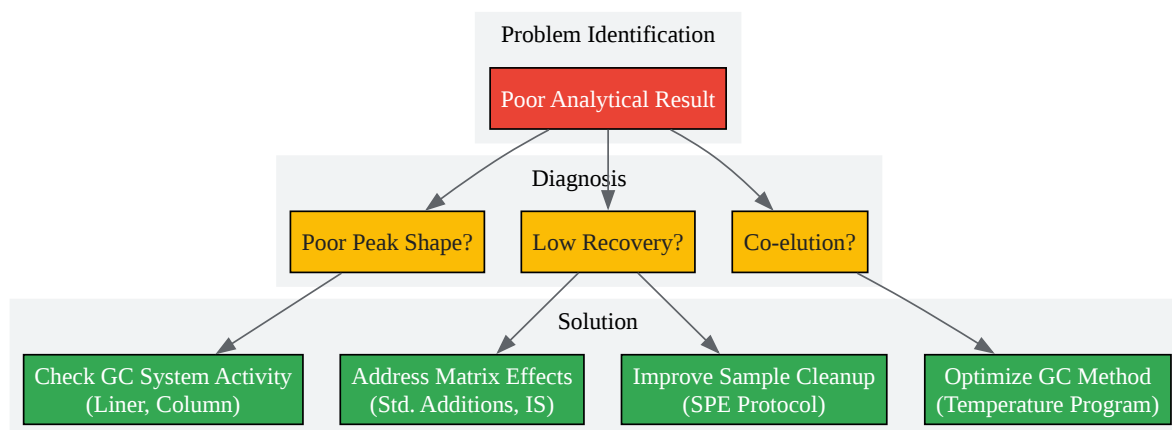 Problem Identification
Poor Analytical Result
Diagnosis
Poor Peak Shape?
Low Recovery?
Co-elution?
Solution
Check GC System Activity
(Liner, Column)
Address Matrix Effects
(Std. Additions, IS)
Improve Sample Cleanup
(SPE Protocol)
Optimize GC Method
(Temperature Program)